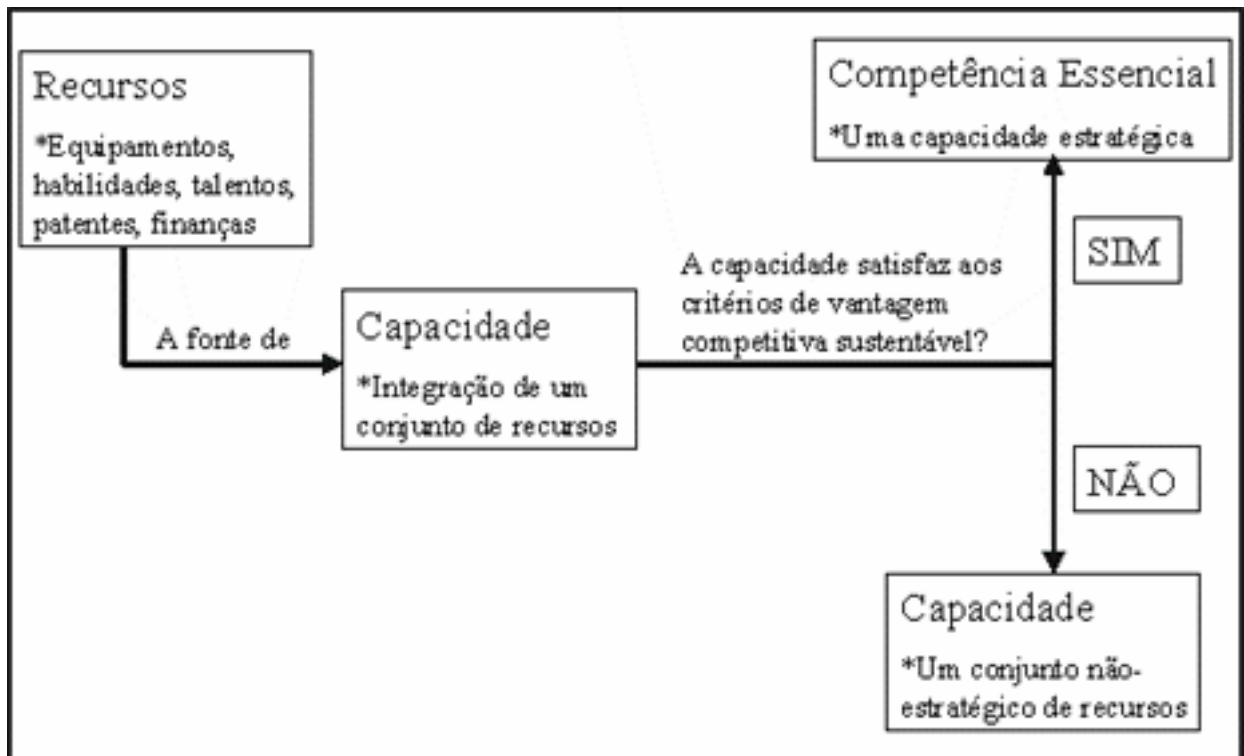 Recursos
*Equipamentos,
habilidades, talentos,
patentes, finanças
A fonte de
Capacidade
*Integração de um
conjunto de recursos
A capacidade satisfaz aos
critérios de vantagem
competitiva sustentável?
Competência Essencial
*Uma capacidade estratégica
SIM
NÃO
Capacidade
*Um conjunto não-
estratégico de recursos